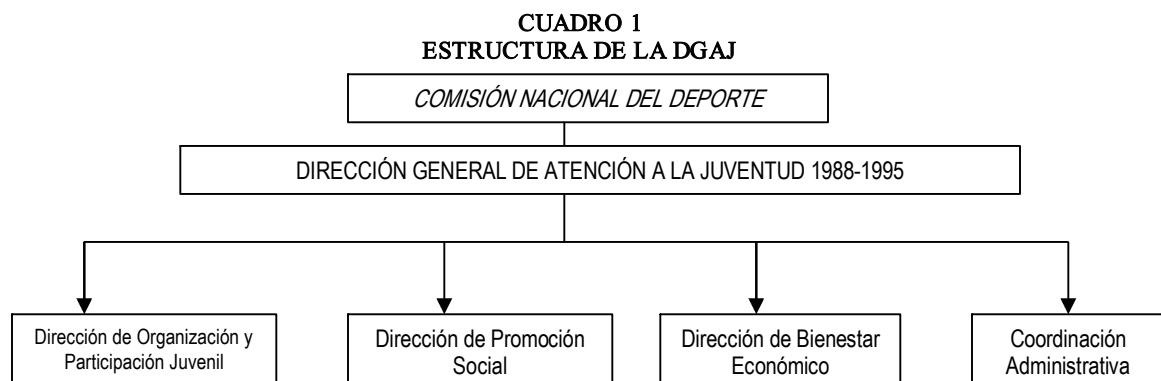 CUADRO 1
ESTRUCTURA DE LA DGAJ
COMISIÓN NACIONAL DEL DEPORTE
DIRECCIÓN GENERAL DE ATENCIÓN A LA JUVENTUD 1988-1995
Dirección de Organización y
Participación Juvenil
Dirección de Promoción
Social
Dirección de Bienestar
Económico
Coordinación
Administrativa